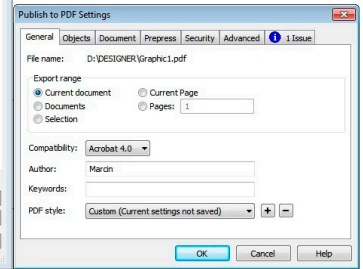 Publish to PDF Settings
General Objects Document Prepress Security Advanced 1 Issue
File name: D:\DESIGNER\Graphic1.pdf
Export range
Current document Current Page
Documents Pages: 1
Selection
Compatibility: Acrobat 4.0
Author: Marcin
Keywords:
PDF style: Custom (Current settings not saved)
OK Cancel Help